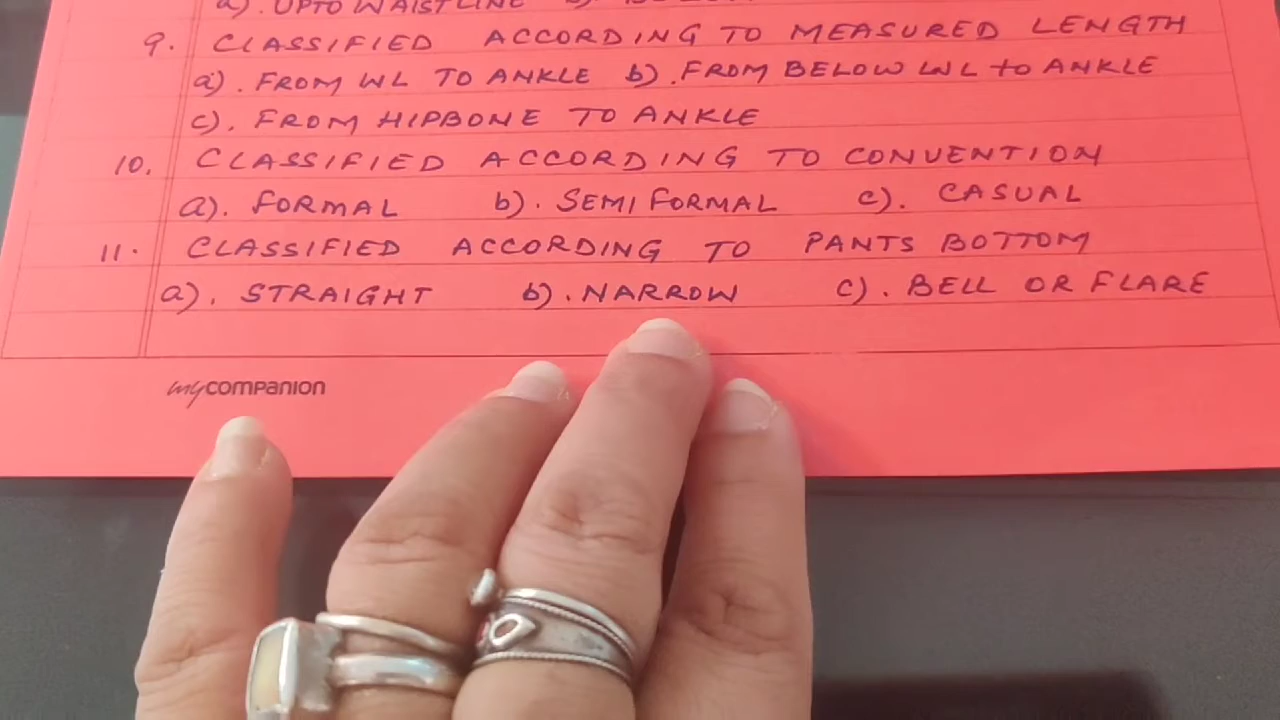 a). UPTO WAISTLINE
9. CLASSIFIED ACCORDING TO MEASURED LENGTH
a). FROM WL TO ANKLE b). FROM BELOW WL to ANKLE
c). FROM HIPBONE TO ANKLE
10. CLASSIFIED ACCORDING TO CONVENTION
a). FORMAL b). SEMI FORMAL c). CASUAL
11. CLASSIFIED ACCORDING TO PANTS BOTTOM
a). STRAIGHT b). NARROW c). BELL OR FLARE
mycompanion